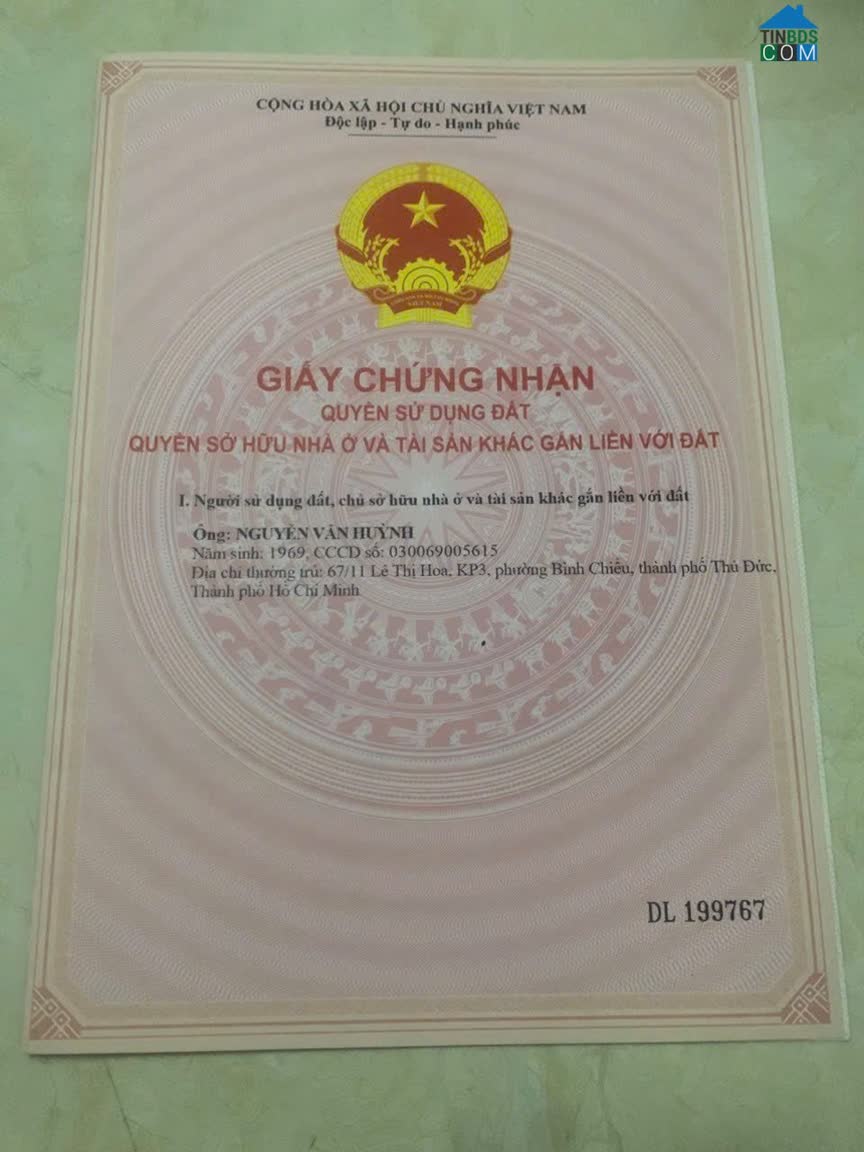 TINBDS
COM
CỘNG HÒA XÃ HỘI CHỦ NGHĨA VIỆT NAM
Độc lập - Tự do - Hạnh phúc
VIỆT NAM
GIẤY CHỨNG NHẬN
QUYỀN SỬ DỤNG ĐẤT
QUYỀN SỞ HỮU NHÀ Ở VÀ TÀI SẢN KHÁC GẮN LIỀN VỚI ĐẤT
I. Người sử dụng đất, chủ sở hữu nhà ở và tài sản khác gắn liền với đất
Ông: NGUYỄN VĂN HUỲNH
Năm sinh: 1969, CCCD số: 030069005615
Địa chỉ thường trú: 67/11 Lê Thị Hoa, KP3, phường Bình Chiểu, thành phố Thủ Đức,
Thành phố Hồ Chí Minh
DL 199767